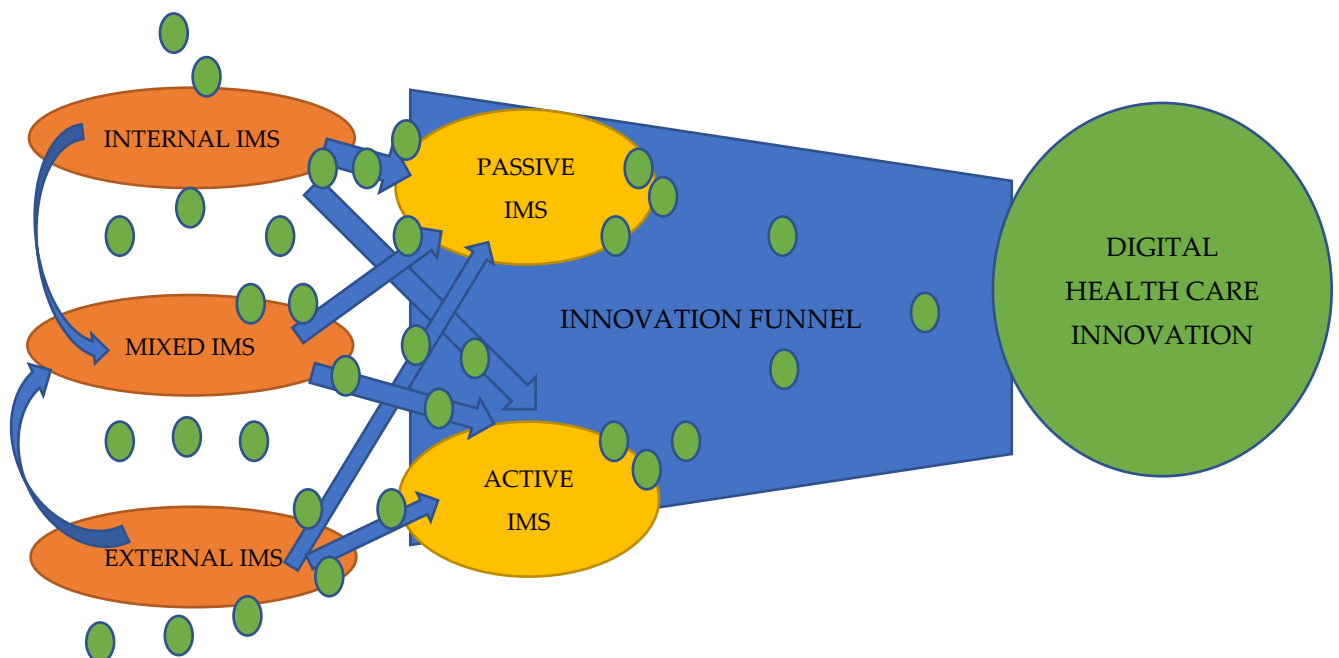 INTERNAL IMS
PASSIVE
IMS
MIXED IMS
INNOVATION FUNNEL
DIGITAL
HEALTH CARE
INNOVATION
ACTIVE
IMS
EXTERNAL IMS